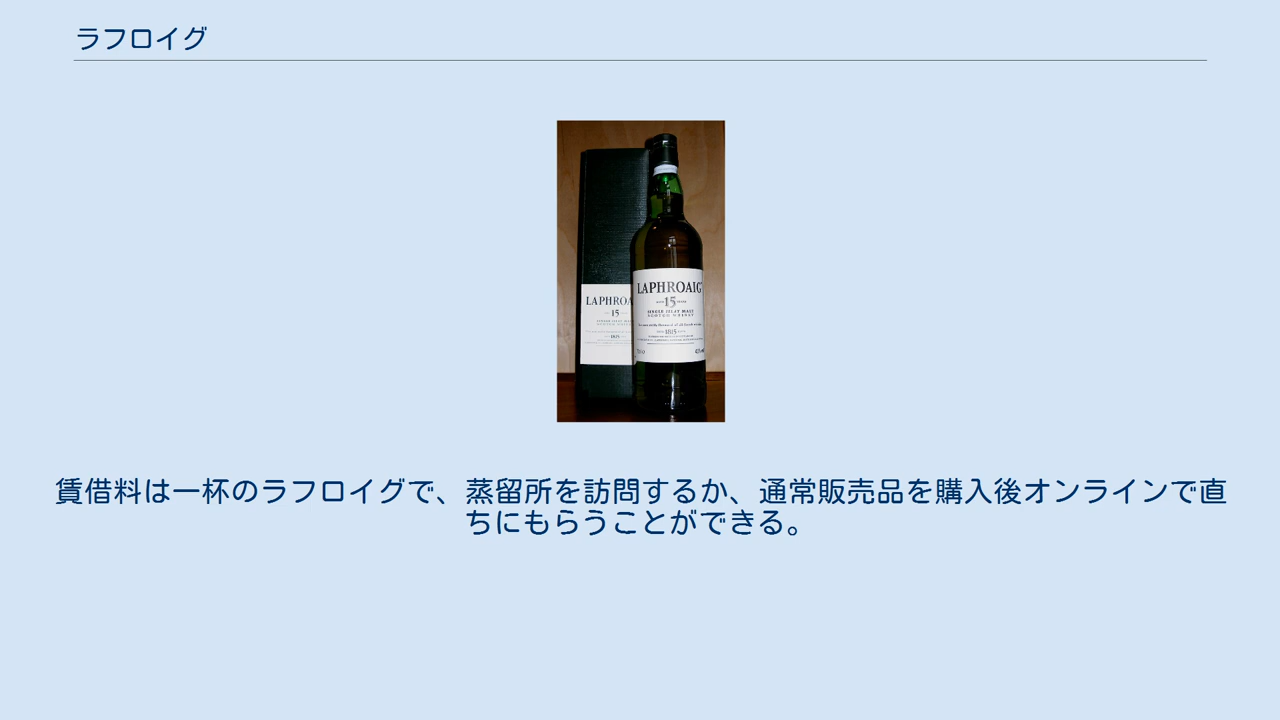 ラフロイグ
LAPHROA
15
1815
LAPHROAIG
15
SINGLE ISLAY MALT
SCOTCH WHISKY
1815
賃借料は一杯のラフロイグで、蒸留所を訪問するか、通常販売品を購入後オンラインで直
ちにもらうことができる。